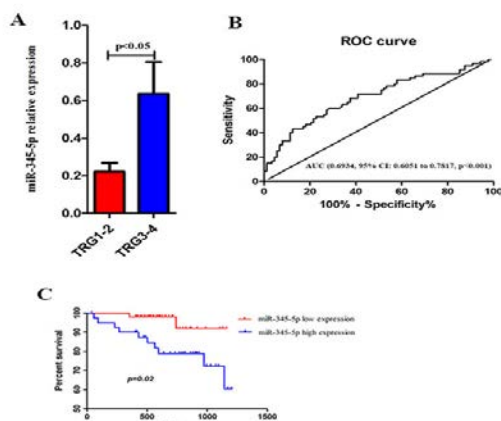 A
p<0.05
miR-345-5p relative expression
1.0
0.8
0.6
0.4
0.2
0.0
TRG1-2
TRG3-4
B
ROC curve
Sensitivity
100
80
60
40
20
0
AUC (0.6934, 95% CI: 0.6051 to 0.7817, p<0.001)
0 20 40 60 80 100
100% - Specificity%
C
miR-345-5p low expression
miR-345-5p high expression
Percent survival
100
90
80
70
60
50
p=0.02
0 500 1000 1500